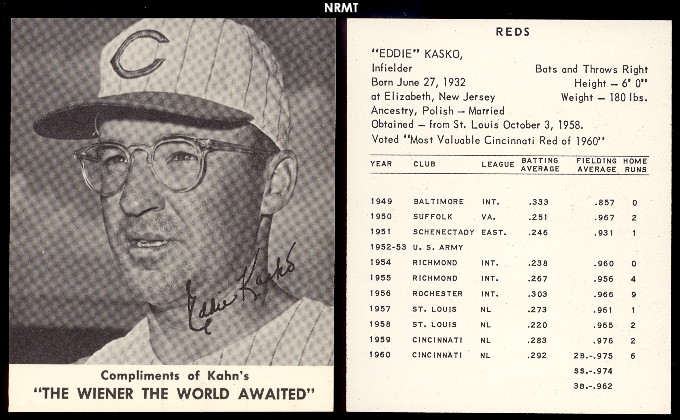 NRMT
C
Eddie Kasko
Compliments of Kahn's
"THE WIENER THE WORLD AWAITED"
REDS
"EDDIE" KASKO,
Infielder Bats and Throws Right
Born June 27, 1932 Height – 6' 0"
at Elizabeth, New Jersey Weight – 180 lbs.
Ancestry, Polish – Married
Obtained – from St. Louis October 3, 1958.
Voted "Most Valuable Cincinnati Red of 1960"
YEAR CLUB LEAGUE BATTING AVERAGE FIELDING AVERAGE HOME RUNS
1949 BALTIMORE INT. .333 .857 0
1950 SUFFOLK VA. .251 .967 2
1951 SCHENECTADY EAST. .246 .931 1
1952-53 U. S. ARMY
1954 RICHMOND INT. .238 .960 0
1955 RICHMOND INT. .267 .956 4
1956 ROCHESTER INT. .303 .966 9
1957 ST. LOUIS NL .273 .961 1
1958 ST. LOUIS NL .220 .965 2
1959 CINCINNATI NL .283 .976 2
1960 CINCINNATI NL .292 2B.-.975 6
SS.-.974
3B.-.962